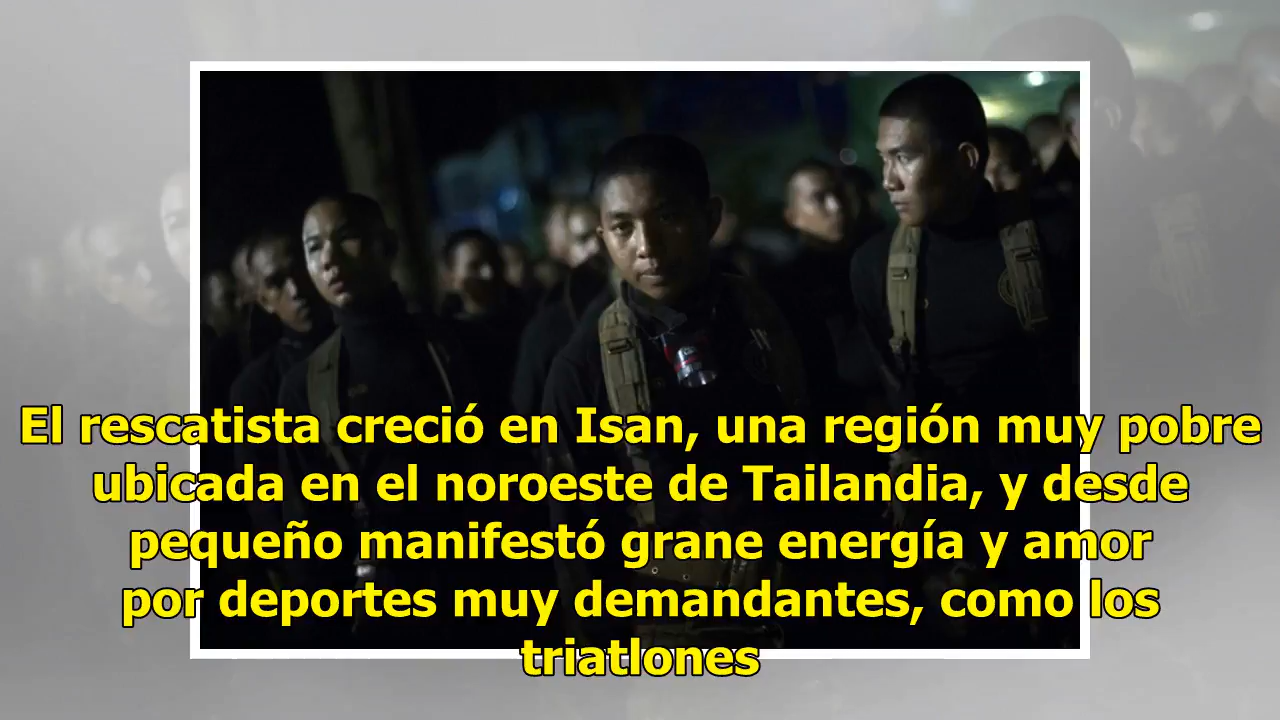 El rescatista creció en Isan, una región muy pobre
ubicada en el noroeste de Tailandia, y desde
pequeño manifestó grane energía y amor
por deportes muy demandantes, como los
triatlones